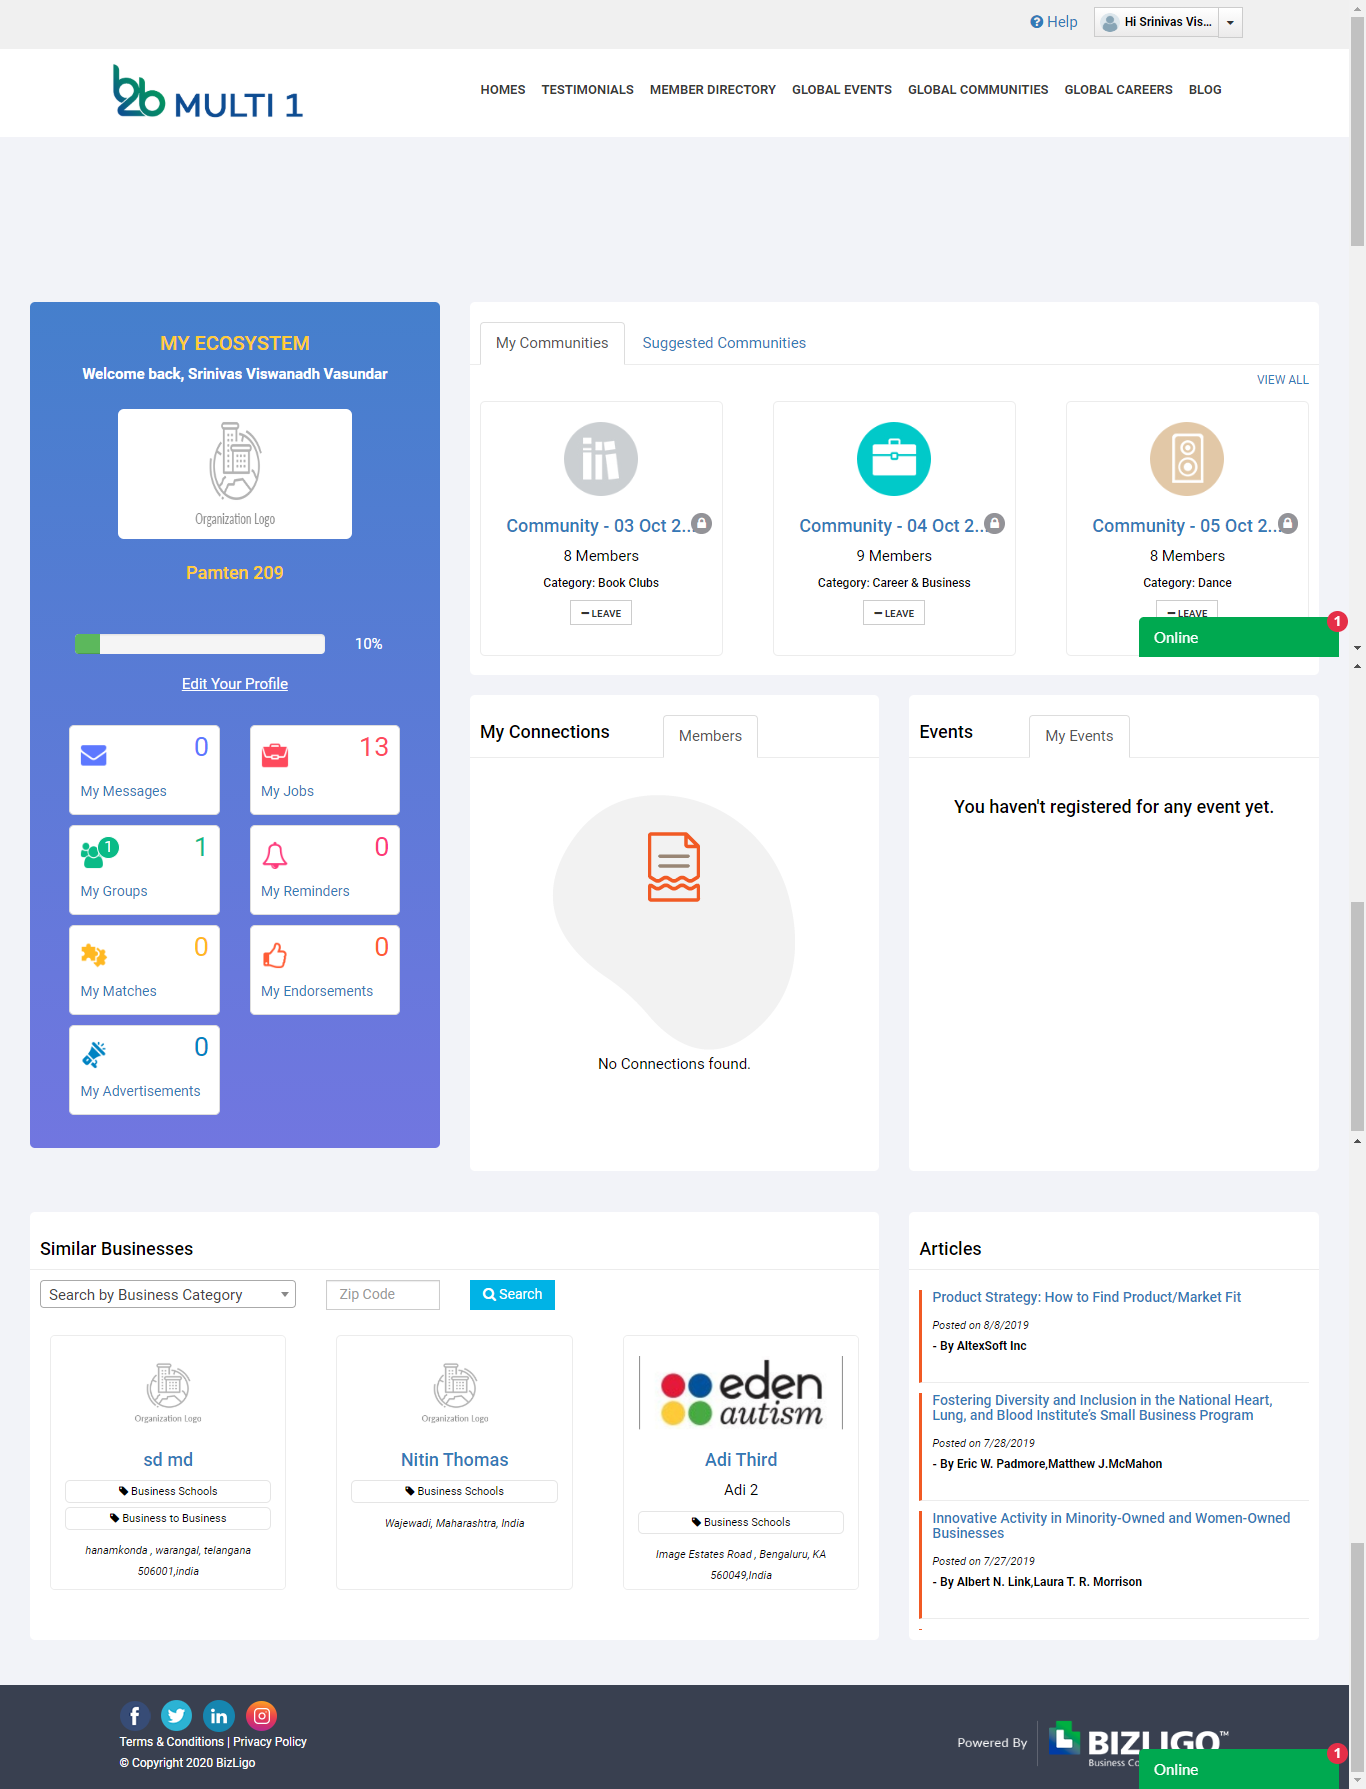 Help
Hi Srinivas Vis...
b2b MULTI 1
HOMES TESTIMONIALS MEMBER DIRECTORY GLOBAL EVENTS GLOBAL COMMUNITIES GLOBAL CAREERS BLOG
MY ECOSYSTEM
Welcome back, Srinivas Viswanadh Vasundar
Organization Logo
Pamten 209
10%
Edit Your Profile
0
My Messages
13
My Jobs
1
1
My Groups
0
My Reminders
0
My Matches
0
My Endorsements
0
My Advertisements
My Communities
Suggested Communities
VIEW ALL
Community - 03 Oct 2...
8 Members
Category: Book Clubs
LEAVE
Community - 04 Oct 2...
9 Members
Category: Career & Business
LEAVE
Community - 05 Oct 2...
8 Members
Category: Dance
LEAVE
Online
1
My Connections
Members
No Connections found.
Events
My Events
You haven't registered for any event yet.
Similar Businesses
Search by Business Category
Zip Code
Search
Organization Logo
sd md
Business Schools
Business to Business
hanamkonda , warangal, telangana
506001,india
Organization Logo
Nitin Thomas
Business Schools
Wajewadi, Maharashtra, India
eden
autism
Adi Third
Adi 2
Business Schools
Image Estates Road , Bengaluru, KA
560049,India
Articles
Product Strategy: How to Find Product/Market Fit
Posted on 8/8/2019
- By AltexSoft Inc
Fostering Diversity and Inclusion in the National Heart,
Lung, and Blood Institute's Small Business Program
Posted on 7/28/2019
- By Eric W. Padmore,Matthew J.McMahon
Innovative Activity in Minority-Owned and Women-Owned
Businesses
Posted on 7/27/2019
- By Albert N. Link,Laura T. R. Morrison
Terms & Conditions | Privacy Policy
© Copyright 2020 BizLigo
Powered By
BIZLIGO™
Business
Online
1